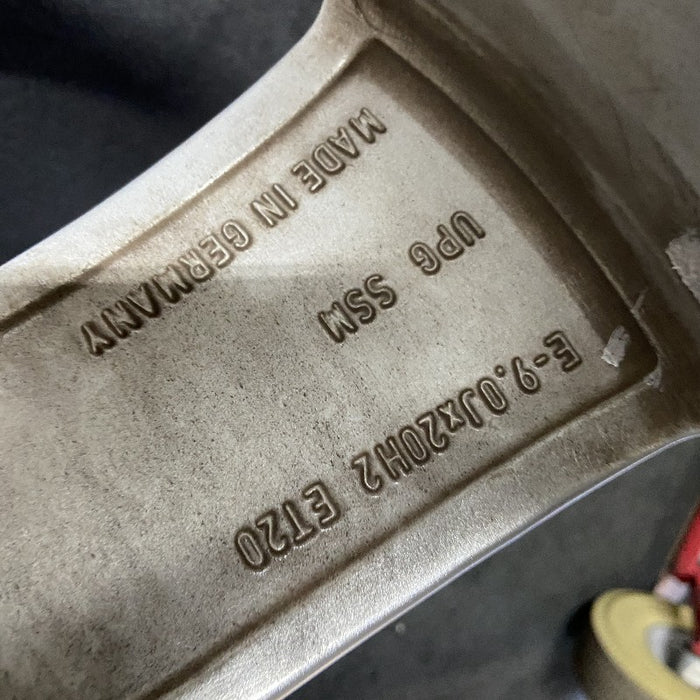 MADE IN GERMANY
UPG SSM
E-9.0Jx20H2 ET20